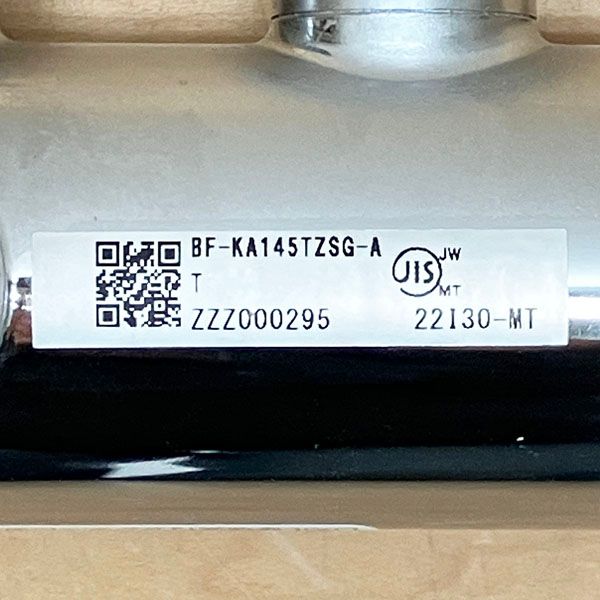 BF-KA145TZSG-A
T
ZZZ000295
JIS
JW
MT
22I30-MT